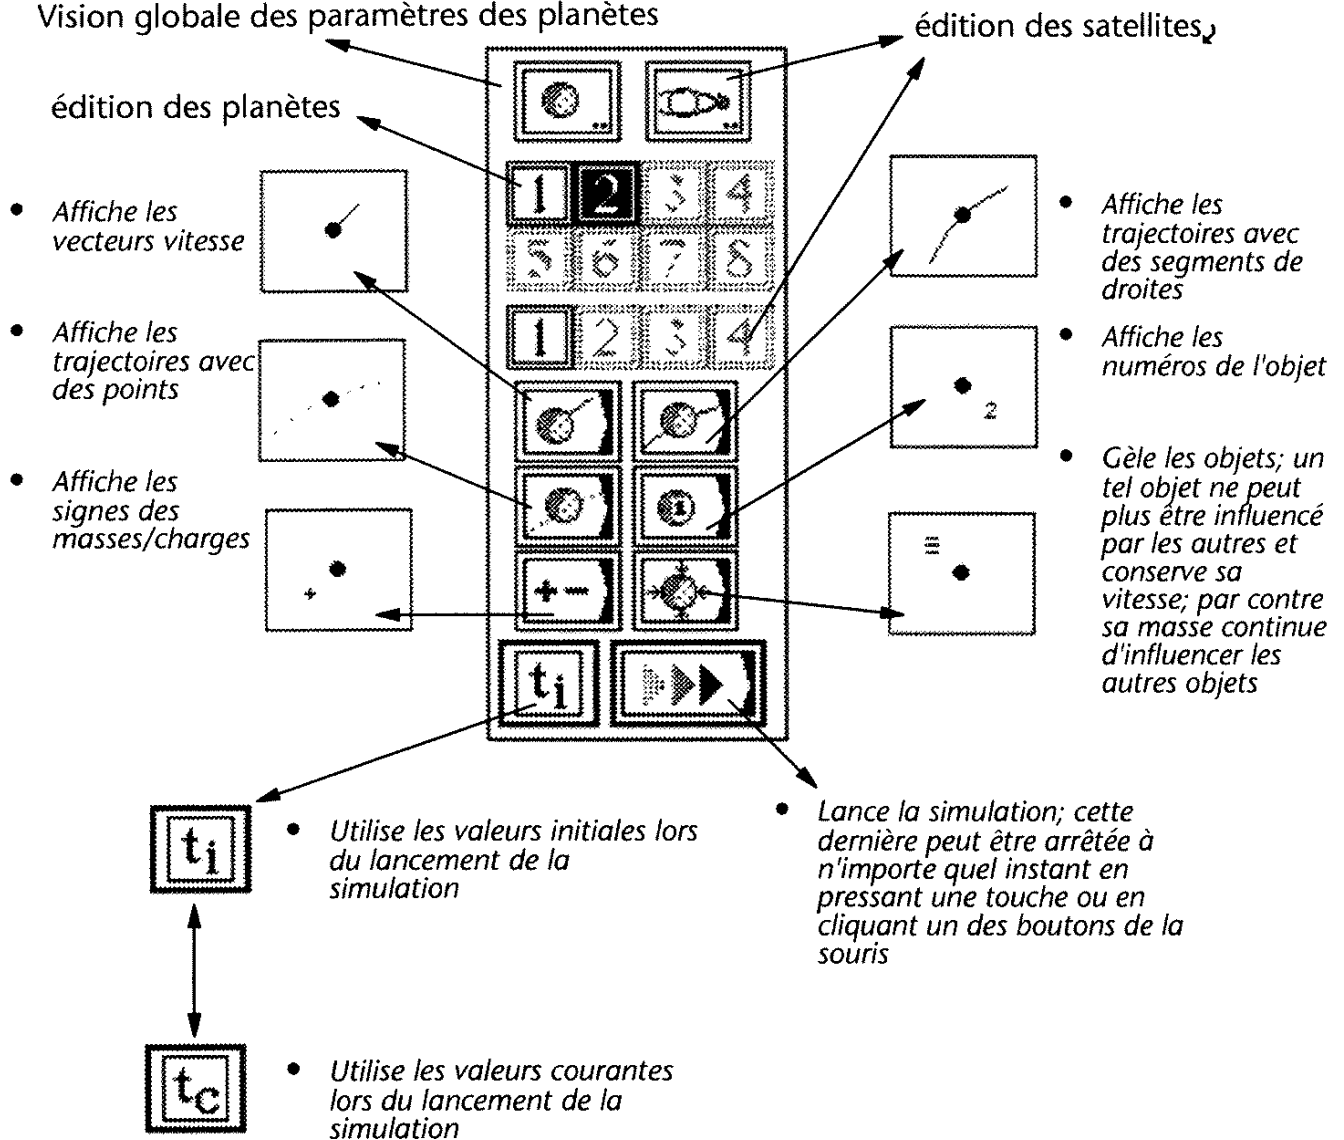 Vision globale des paramètres des planètes
édition des satellites
édition des planètes
1 2 3 4
5 6 7 8
1 2 3 4
• Affiche les
vecteurs vitesse
• Affiche les
trajectoires avec
des points
• Affiche les
signes des
masses/charges
+
1
+ -
ti
• Affiche les
trajectoires avec
des segments de
droites
• Affiche les
numéros de l'objet
2
• Gèle les objets; un
tel objet ne peut
plus être influencé
par les autres et
conserve sa
vitesse; par contre
sa masse continue
d'influencer les
autres objets
ti
• Utilise les valeurs initiales lors
du lancement de la
simulation
• Lance la simulation; cette
dernière peut être arrêtée à
n'importe quel instant en
pressant une touche ou en
cliquant un des boutons de la
souris
tc
• Utilise les valeurs courantes
lors du lancement de la
simulation